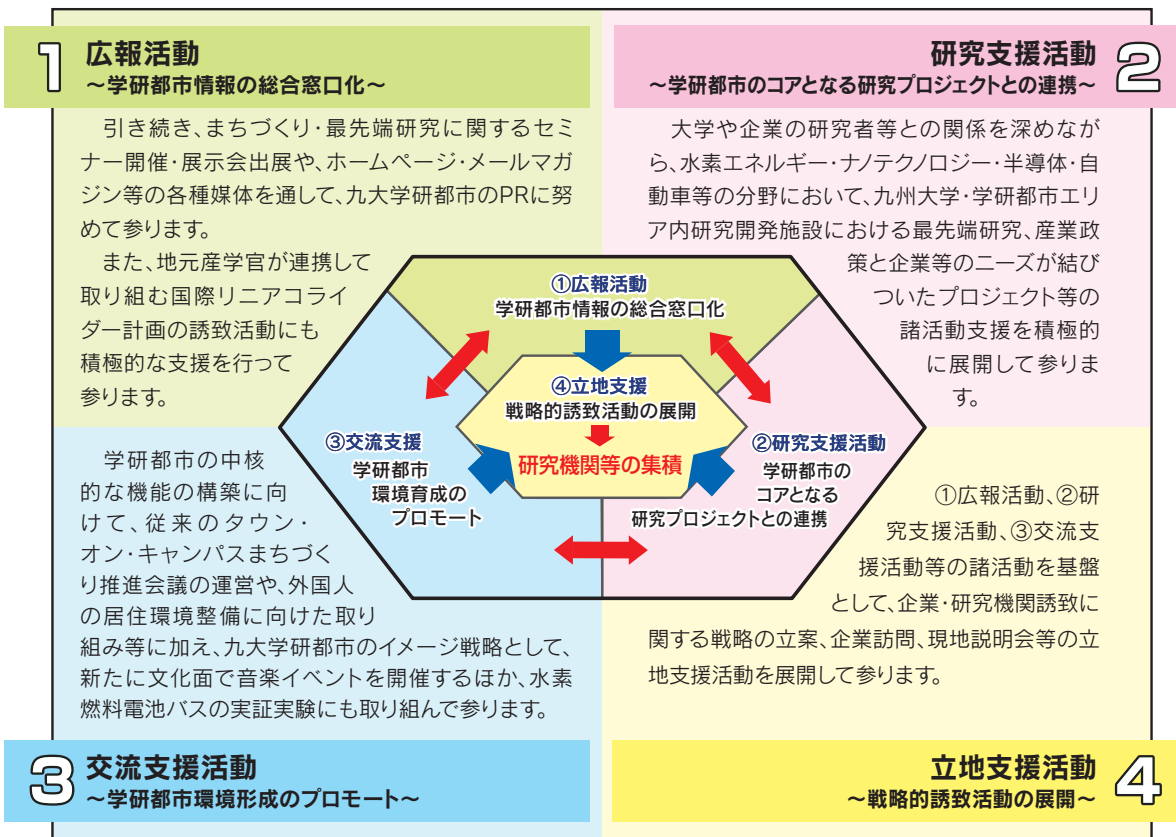 1 広報活動
～学研都市情報の総合窓口化～
引き続き、まちづくり・最先端研究に関するセミ
ナー開催・展示会出展や、ホームページ・メールマガ
ジン等の各種媒体を通して、九大学研都市のPRに努
めて参ります。
また、地元産学官が連携して
取り組む国際リニアコライ
ダー計画の誘致活動にも
積極的な支援を行って
参ります。
研究支援活動 2
～学研都市のコアとなる研究プロジェクトとの連携～
大学や企業の研究者等との関係を深めなが
ら、水素エネルギー・ナノテクノロジー・半導体・自
動車等の分野において、九州大学・学研都市エリ
ア内研究開発施設における最先端研究、産業政
策と企業等のニーズが結び
ついたプロジェクト等の
諸活動支援を積極的
に展開して参りま
す。
①広報活動
学研都市情報の総合窓口化
④立地支援
戦略的誘致活動の展開
研究機関等の集積
③交流支援
学研都市
環境育成の
プロモート
②研究支援活動
学研都市の
コアとなる
研究プロジェクトとの連携
学研都市の中核
的な機能の構築に向
けて、従来のタウン・
オン・キャンパスまちづく
り推進会議の運営や、外国人
の居住環境整備に向けた取り
組み等に加え、九大学研都市のイメージ戦略として、
新たに文化面で音楽イベントを開催するほか、水素
燃料電池バスの実証実験にも取り組んで参ります。
3 交流支援活動
～学研都市環境形成のプロモート～
①広報活動、②研
究支援活動、③交流支
援活動等の諸活動を基盤
として、企業・研究機関誘致に
関する戦略の立案、企業訪問、現地説明会等の立
地支援活動を展開して参ります。
立地支援活動 4
～戦略的誘致活動の展開～